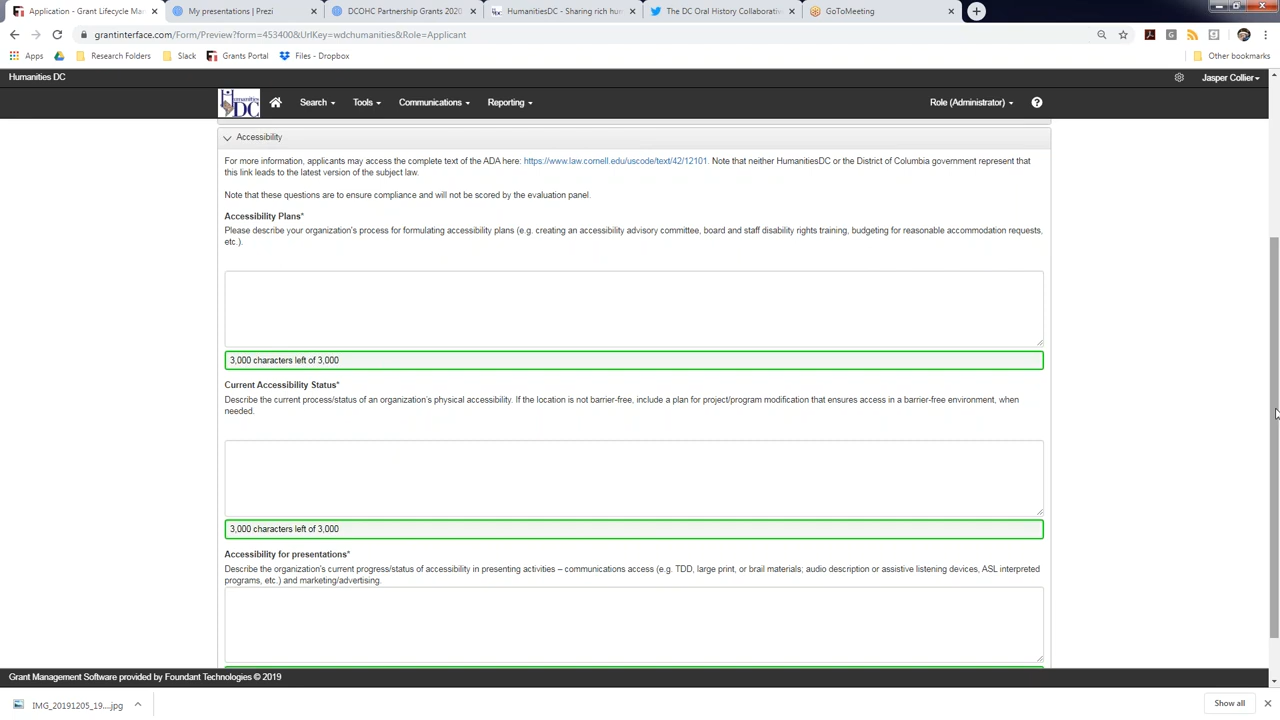 Application - Grant Lifecycle Ma
My presentations | Prezi
DCOHC Partnership Grants 2020
HumanitiesDC - Sharing rich hum
The DC Oral History Collaborativ
GoToMeeting
grantinterface.com/Form/Preview?form=453400&UrlKey=wdchumanities&Role=Applicant
Apps
Research Folders
Slack
Grants Portal
Files - Dropbox
Other bookmarks
Humanities DC
Jasper Collier
Humanities DC
Search
Tools
Communications
Reporting
Role (Administrator)
Accessibility
For more information, applicants may access the complete text of the ADA here: https://www.law.cornell.edu/uscode/text/42/12101. Note that neither HumanitiesDC or the District of Columbia government represent that
this link leads to the latest version of the subject law.
Note that these questions are to ensure compliance and will not be scored by the evaluation panel.
Accessibility Plans*
Please describe your organization's process for formulating accessibility plans (e.g. creating an accessibility advisory committee, board and staff disability rights training, budgeting for reasonable accommodation requests,
etc.).
3,000 characters left of 3,000
Current Accessibility Status*
Describe the current process/status of an organization's physical accessibility. If the location is not barrier-free, include a plan for project/program modification that ensures access in a barrier-free environment, when
needed.
3,000 characters left of 3,000
Accessibility for presentations*
Describe the organization's current progress/status of accessibility in presenting activities – communications access (e.g. TDD, large print, or brail materials; audio description or assistive listening devices, ASL interpreted
programs, etc.) and marketing/advertising.
Grant Management Software provided by Foundant Technologies © 2019
IMG_20191205_19....jpg
Show all